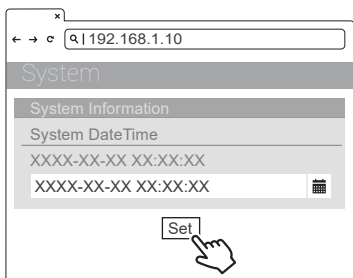 192.168.1.10
System
System Information
System DateTime
XXXX-XX-XX XX:XX:XX
XXXX-XX-XX XX:XX:XX
Set